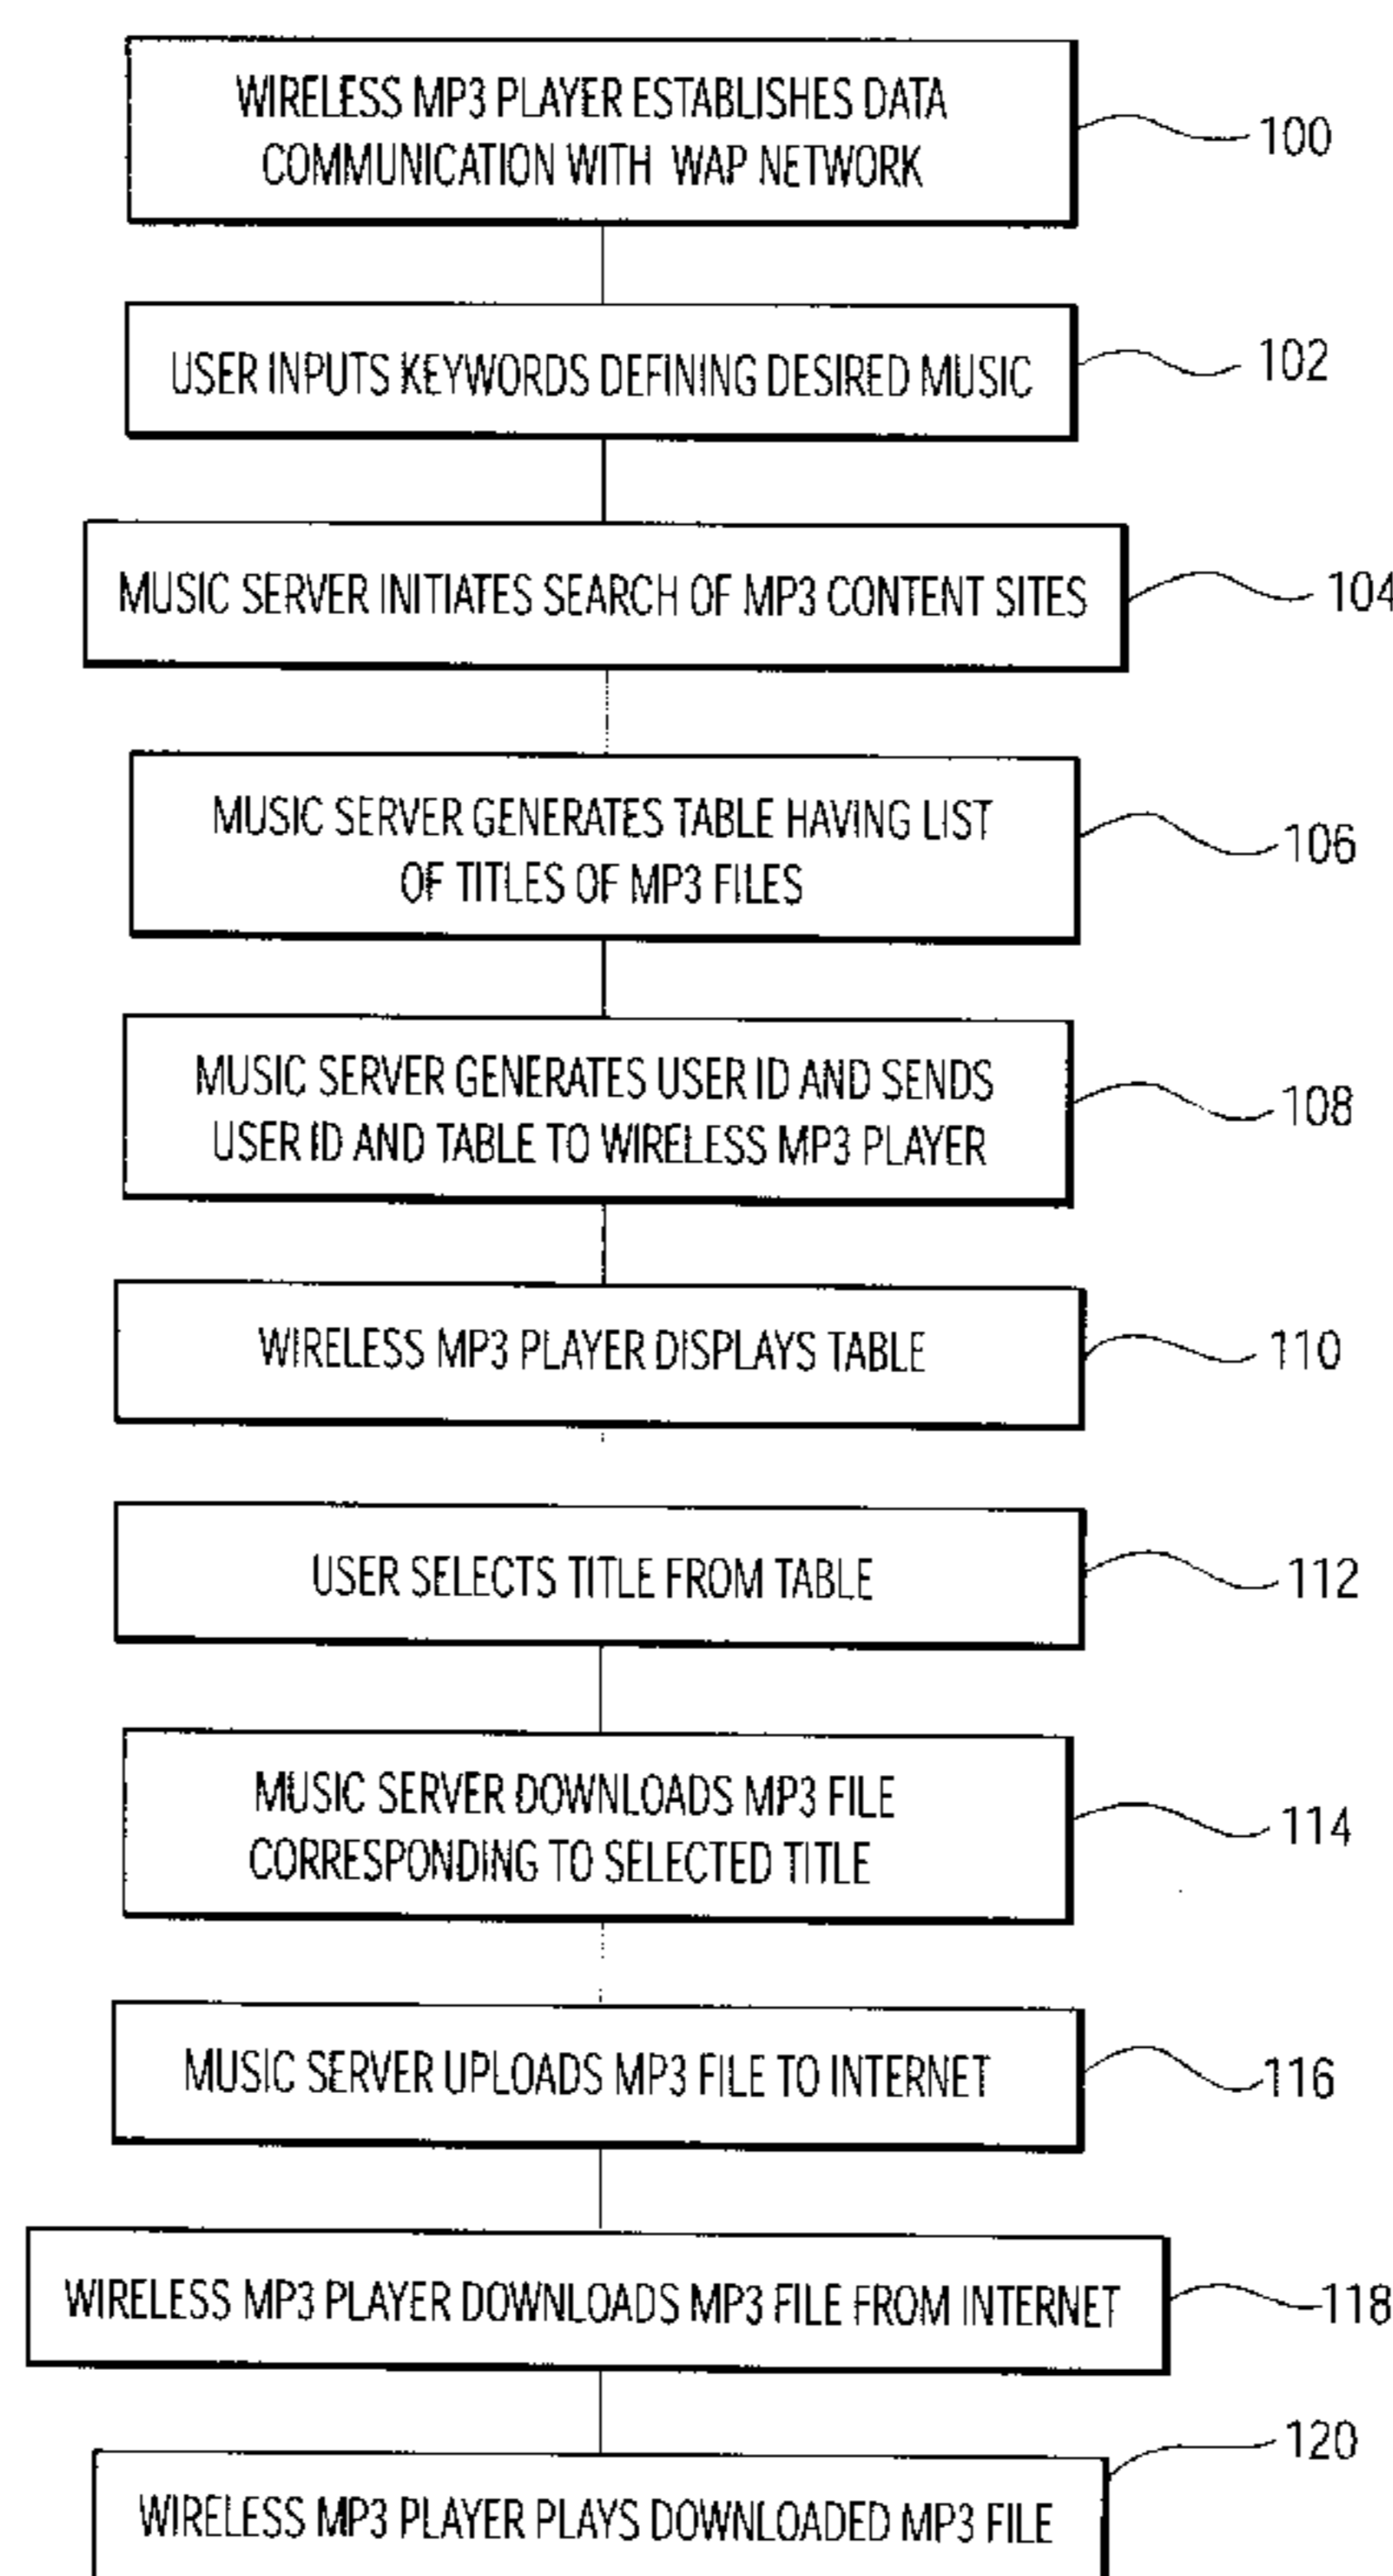 WIRELESS MP3 PLAYER ESTABLISHES DATA
COMMUNICATION WITH WAP NETWORK
100
USER INPUTS KEYWORDS DEFINING DESIRED MUSIC
102
MUSIC SERVER INITIATES SEARCH OF MP3 CONTENT SITES
104
MUSIC SERVER GENERATES TABLE HAVING LIST
OF TITLES OF MP3 FILES
106
MUSIC SERVER GENERATES USER ID AND SENDS
USER ID AND TABLE TO WIRELESS MP3 PLAYER
108
WIRELESS MP3 PLAYER DISPLAYS TABLE
110
USER SELECTS TITLE FROM TABLE
112
MUSIC SERVER DOWNLOADS MP3 FILE
CORRESPONDING TO SELECTED TITLE
114
MUSIC SERVER UPLOADS MP3 FILE TO INTERNET
116
WIRELESS MP3 PLAYER DOWNLOADS MP3 FILE FROM INTERNET
118
120
WIRELESS MP3 PLAYER PLAYS DOWNLOADED MP3 FILE